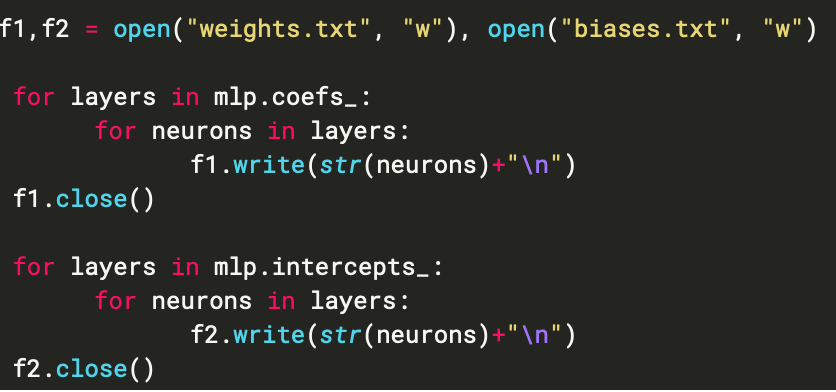 f1,f2 = open("weights.txt", "w"), open("biases.txt", "w")
for layers in mlp.coefs_:
for neurons in layers:
f1.write(str(neurons)+"\n")
f1.close()
for layers in mlp.intercepts_:
for neurons in layers:
f2.write(str(neurons)+"\n")
f2.close()